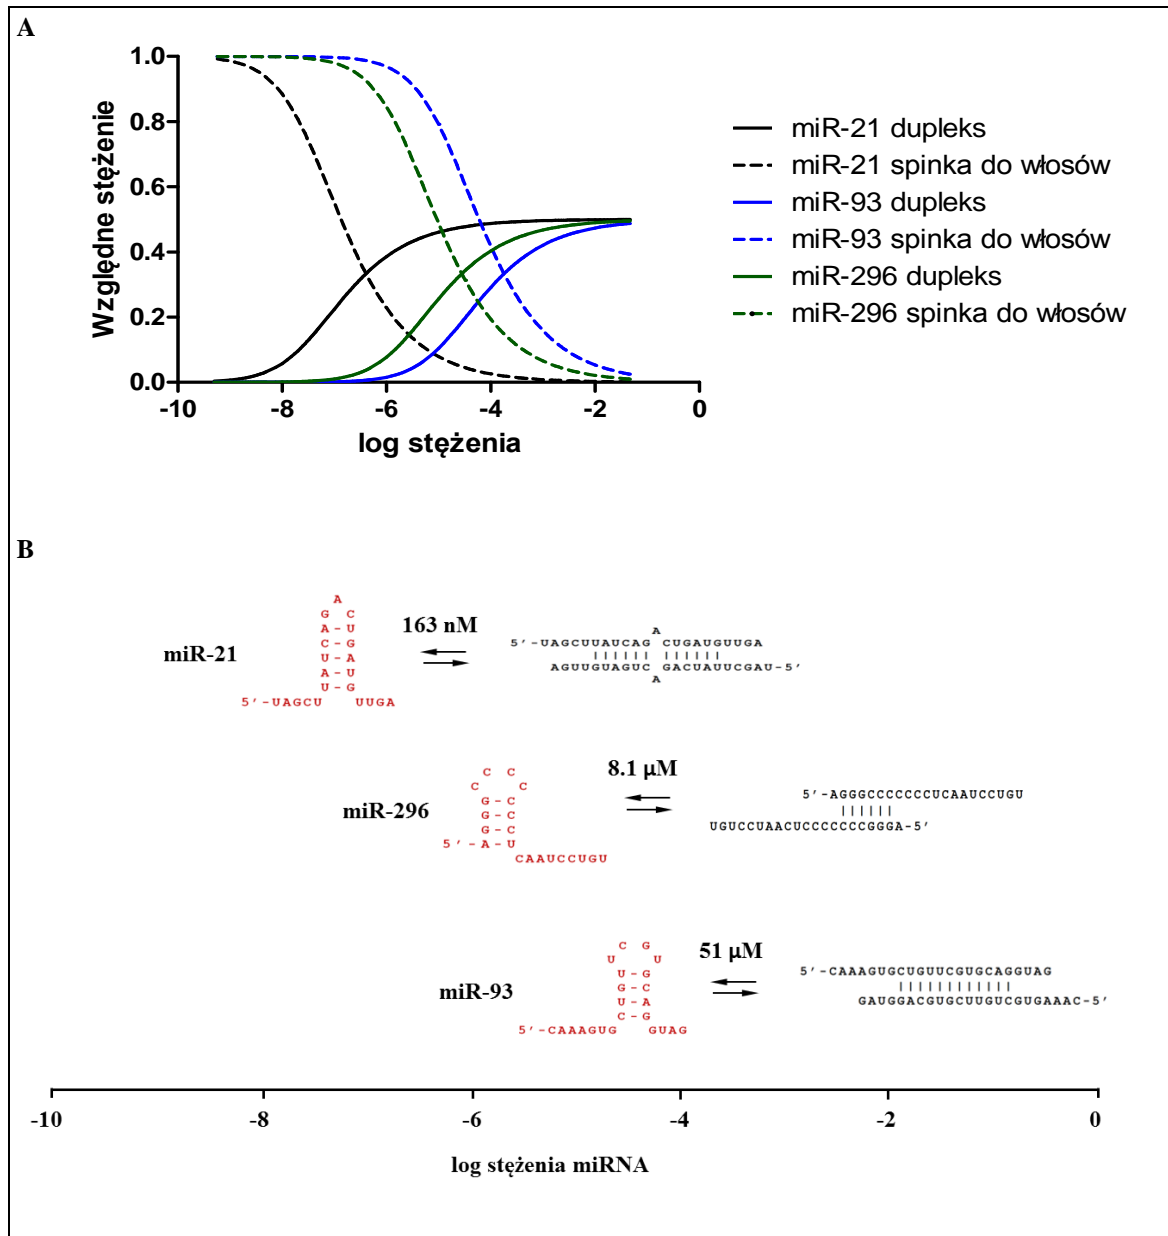 A
1.0
0.8
0.6
0.4
0.2
0.0
Względne stężenie
-10
-8
-6
-4
-2
0
log stężenia
miR-21 dupleks
miR-21 spinka do włosów
miR-93 dupleks
miR-93 spinka do włosów
miR-296 dupleks
miR-296 spinka do włosów
B
miR-21
A
G C
A - U
C - G
U - A
A - U
U - G
5'-UAGCU UUGA
163 nM
A
5'-UAGCUUAUCAG CUGAUGUUGA
AGUUGUAGUC GACUAUUCGAU-5'
A
miR-296
C C
C C
G - C
G - C
G - C
5'-A - U
CAAUCCUGU
8.1 µM
5'-AGGGCCCCCCCUCAAUCCUGU
UGUCCUAACUCCCCCCCGGGA-5'
miR-93
C G
U U
U - G
G - C
U - A
C - G
5'-CAAAGUG GUAG
51 µM
5'-CAAAGUGCUGUUCGUGCAGGUAG
GAUGGACGUGCUUGUCGUGAAAC-5'
-10
-8
-6
-4
-2
0
log stężenia miRNA